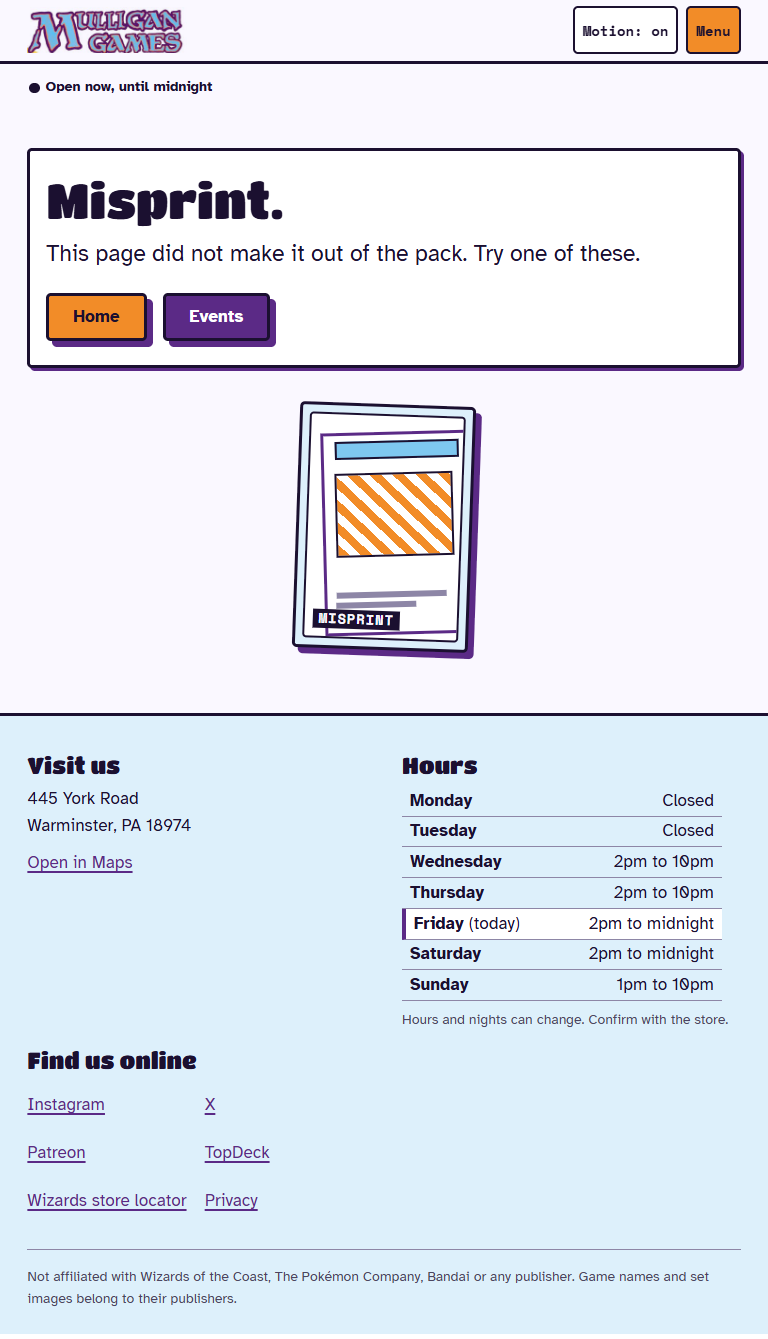 MULLIGAN GAMES
Motion: on
Menu
Open now, until midnight
Misprint.
This page did not make it out of the pack. Try one of these.
Home
Events
MISPRINT
Visit us
445 York Road
Warminster, PA 18974
Open in Maps
Hours
Monday Closed
Tuesday Closed
Wednesday 2pm to 10pm
Thursday 2pm to 10pm
Friday (today) 2pm to midnight
Saturday 2pm to midnight
Sunday 1pm to 10pm
Hours and nights can change. Confirm with the store.
Find us online
Instagram X
Patreon TopDeck
Wizards store locator Privacy
Not affiliated with Wizards of the Coast, The Pokémon Company, Bandai or any publisher. Game names and set
images belong to their publishers.